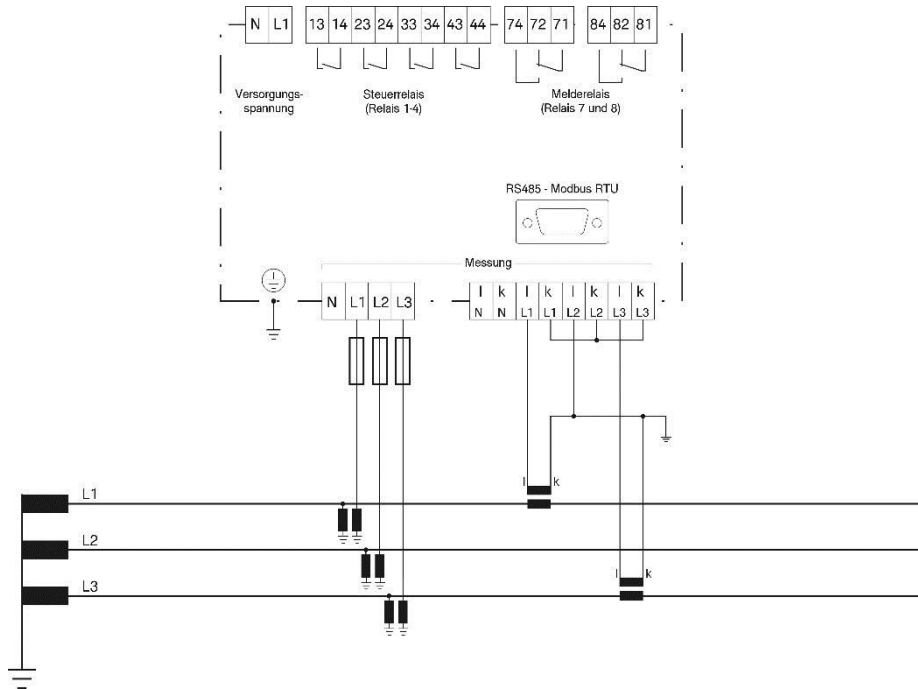 N L1 13 14 23 24 33 34 43 44 74 72 71 84 82 81
Versorgungs-
spannung
Steuerrelais
(Relais 1-4)
Melderelais
(Relais 7 und 8)
RS485 - Modbus RTU
Messung
N L1 L2 L3
l k l k l k l k
N N L1 L1 L2 L2 L3 L3
l k
L1
L2
l k
L3